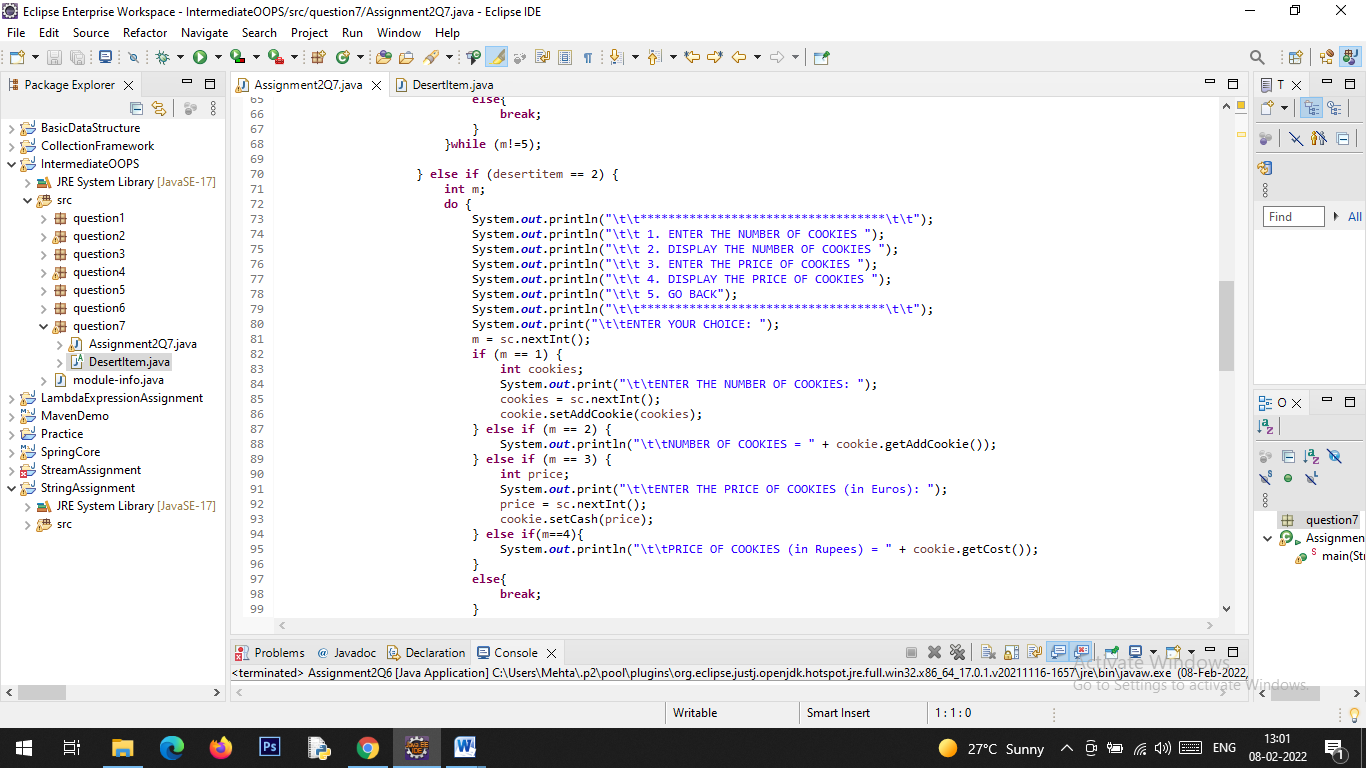 Eclipse Enterprise Workspace - IntermediateOOPS/src/question7/Assignment2Q7.java - Eclipse IDE
File Edit Source Refactor Navigate Search Project Run Window Help
Package Explorer
BasicDataStructure
CollectionFramework
IntermediateOOPS
JRE System Library [JavaSE-17]
src
question1
question2
question3
question4
question5
question6
question7
Assignment2Q7.java
DesertItem.java
module-info.java
LambdaExpressionAssignment
MavenDemo
Practice
SpringCore
StreamAssignment
StringAssignment
JRE System Library [JavaSE-17]
src
Assignment2Q7.java DesertItem.java
65 else{
66 break;
67 }
68 }while (m!=5);
69
70 } else if (desertitem == 2) {
71 int m;
72 do {
73 System.out.println("\t\t***********************************\t\t");
74 System.out.println("\t\t 1. ENTER THE NUMBER OF COOKIES ");
75 System.out.println("\t\t 2. DISPLAY THE NUMBER OF COOKIES ");
76 System.out.println("\t\t 3. ENTER THE PRICE OF COOKIES ");
77 System.out.println("\t\t 4. DISPLAY THE PRICE OF COOKIES ");
78 System.out.println("\t\t 5. GO BACK");
79 System.out.println("\t\t***********************************\t\t");
80 System.out.print("\t\tENTER YOUR CHOICE: ");
81 m = sc.nextInt();
82 if (m == 1) {
83 int cookies;
84 System.out.print("\t\tENTER THE NUMBER OF COOKIES: ");
85 cookies = sc.nextInt();
86 cookie.setAddCookie(cookies);
87 } else if (m == 2) {
88 System.out.println("\t\tNUMBER OF COOKIES = " + cookie.getAddCookie());
89 } else if (m == 3) {
90 int price;
91 System.out.print("\t\tENTER THE PRICE OF COOKIES (in Euros): ");
92 price = sc.nextInt();
93 cookie.setCash(price);
94 } else if(m==4){
95 System.out.println("\t\tPRICE OF COOKIES (in Rupees) = " + cookie.getCost());
96 }
97 else{
98 break;
99 }
T
Find All
O
question7
Assignmen
main(Stri
Problems @ Javadoc Declaration Console
<terminated> Assignment2Q6 [Java Application] C:\Users\Mehta\.p2\pool\plugins\org.eclipse.justj.openjdk.hotspot.jre.full.win32.x86_64_17.0.1.v20211116-1657\jre\bin\javaw.exe (08-Feb-2022,
Activate Windows
Go to Settings to activate Windows.
Writable Smart Insert 1 : 1 : 0
27°C Sunny ENG 13:01
08-02-2022